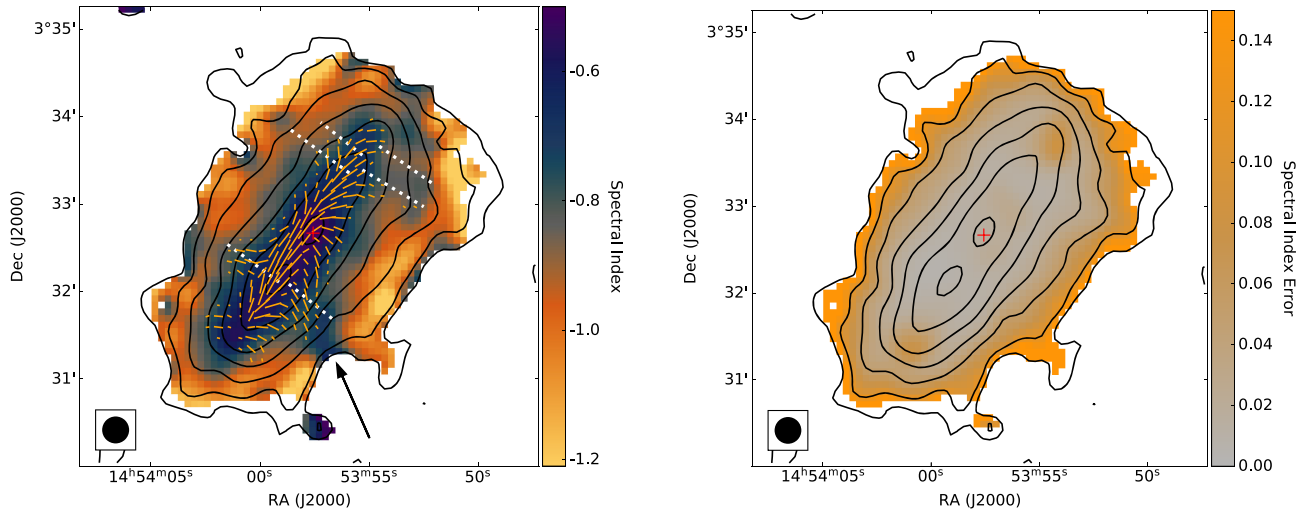 3°35'
34'
33'
32'
31'
Dec (J2000)
14ʰ54ᵐ05ˢ
00ˢ
53ᵐ55ˢ
50ˢ
RA (J2000)
-0.6
-0.8
-1.0
-1.2
Spectral Index
3°35'
34'
33'
32'
31'
Dec (J2000)
14ʰ54ᵐ05ˢ
00ˢ
53ᵐ55ˢ
50ˢ
RA (J2000)
0.14
0.12
0.10
0.08
0.06
0.04
0.02
0.00
Spectral Index Error